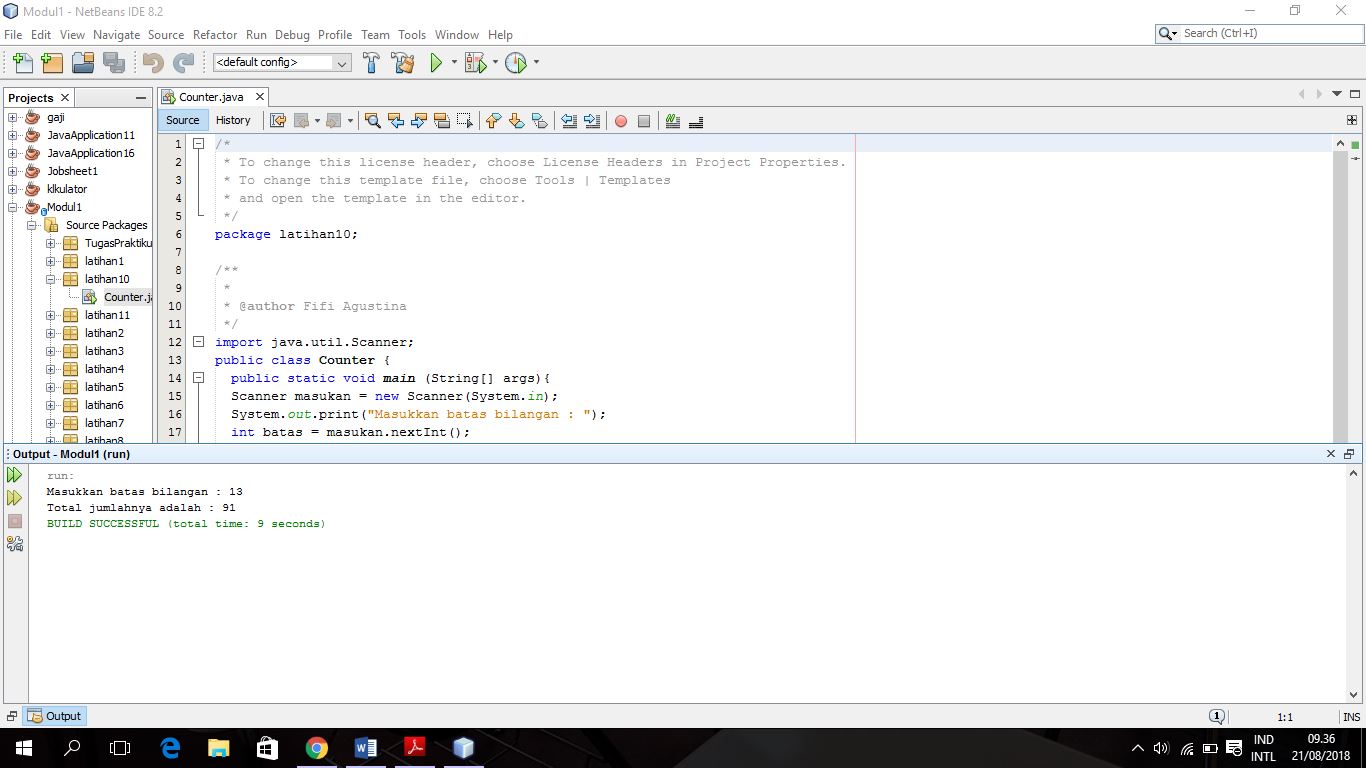 Modul1 - NetBeans IDE 8.2
File Edit View Navigate Source Refactor Run Debug Profile Team Tools Window Help
Search (Ctrl+I)
<default config>
Projects
gaji
JavaApplication11
JavaApplication16
Jobsheet1
klkulator
Modul1
Source Packages
TugasPraktiku
latihan1
latihan10
Counter.ja
latihan11
latihan2
latihan3
latihan4
latihan5
latihan6
latihan7
latihan8
Counter.java
Source History
1 /*
2 * To change this license header, choose License Headers in Project Properties.
3 * To change this template file, choose Tools | Templates
4 * and open the template in the editor.
5 */
6 package latihan10;
7
8 /**
9 *
10 * @author Fifi Agustina
11 */
12 import java.util.Scanner;
13 public class Counter {
14 public static void main (String[] args){
15 Scanner masukan = new Scanner(System.in);
16 System.out.print("Masukkan batas bilangan : ");
17 int batas = masukan.nextInt();
Output - Modul1 (run)
run:
Masukkan batas bilangan : 13
Total jumlahnya adalah : 91
BUILD SUCCESSFUL (total time: 9 seconds)
Output
1
1:1
INS
IND
INTL
09.36
21/08/2018